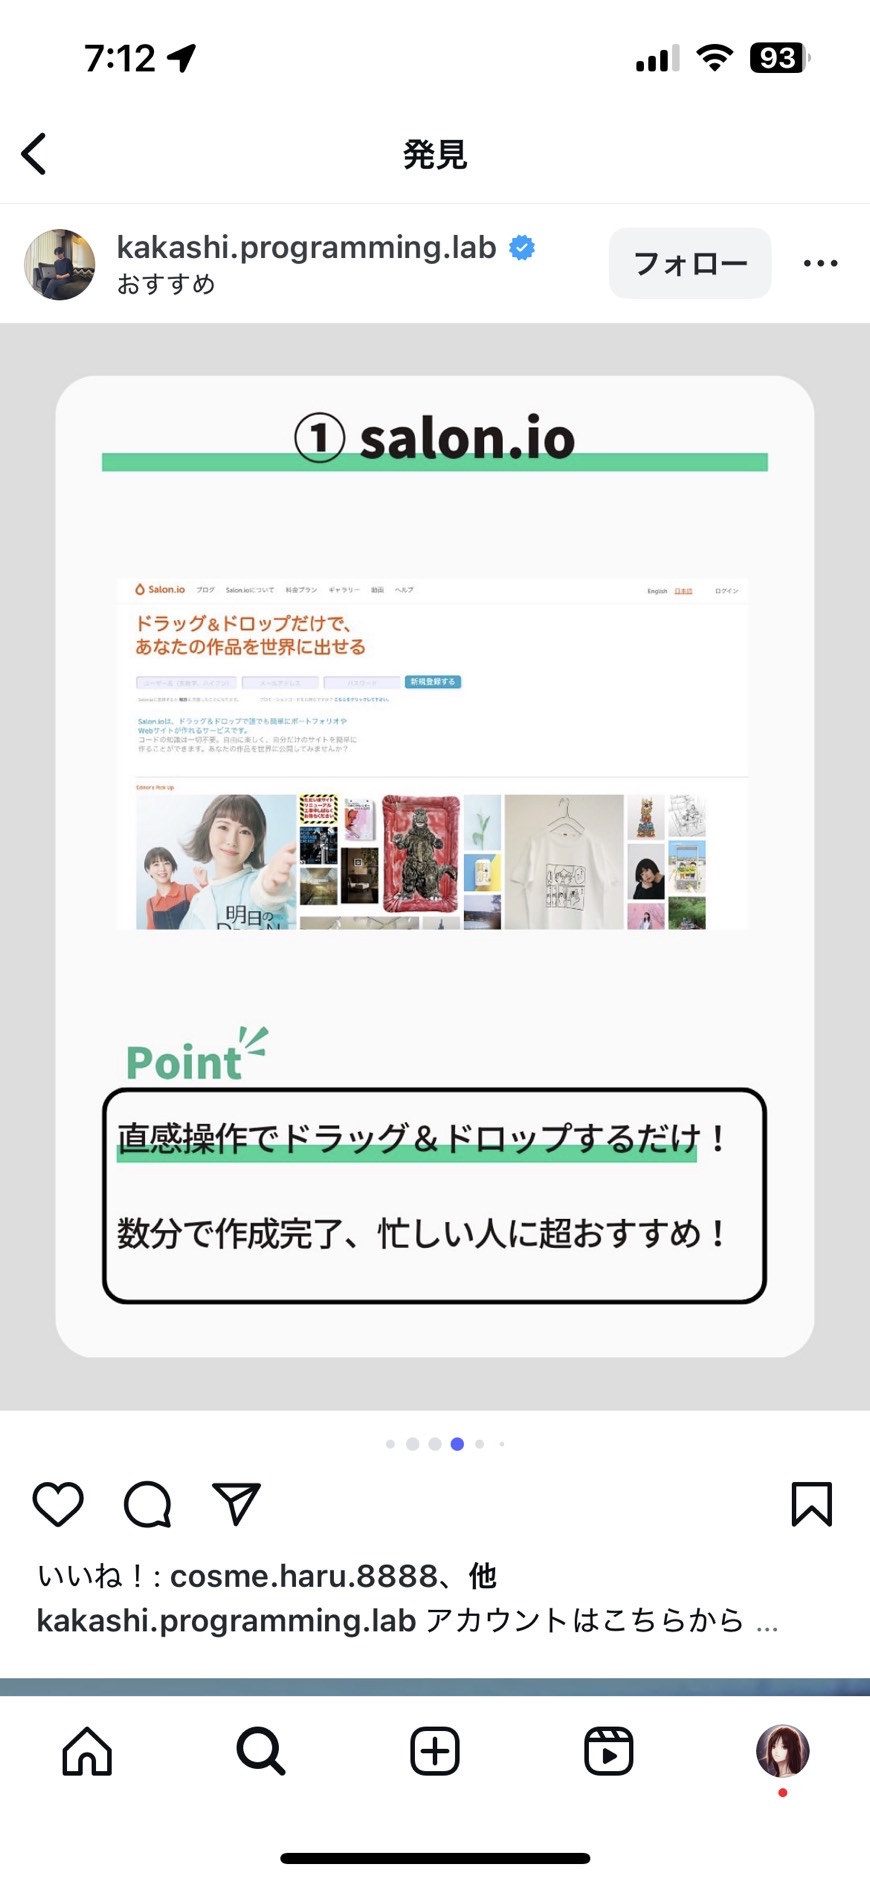 7:12
93
発見
kakashi.programming.lab
おすすめ
フォロー
① salon.io
Salon.io ブログ Salon.ioについて 料金プラン ギャラリー 動画 ヘルプ English 日本語 ログイン
ドラッグ&ドロップだけで、
あなたの作品を世界に出せる
新規登録する
Salon.ioは、ドラッグ&ドロップで誰でも簡単にポートフォリオや
Webサイトが作れるサービスです。
コードの知識は一切不要。自由に楽しく、自分だけのサイトを簡単に
作ることができます。あなたの作品を世界に公開してみませんか？
Editor's Pick Up
明日の
Point
直感操作でドラッグ＆ドロップするだけ！
数分で作成完了、忙しい人に超おすすめ！
いいね！: cosme.haru.8888、他
kakashi.programming.lab アカウントはこちらから ...